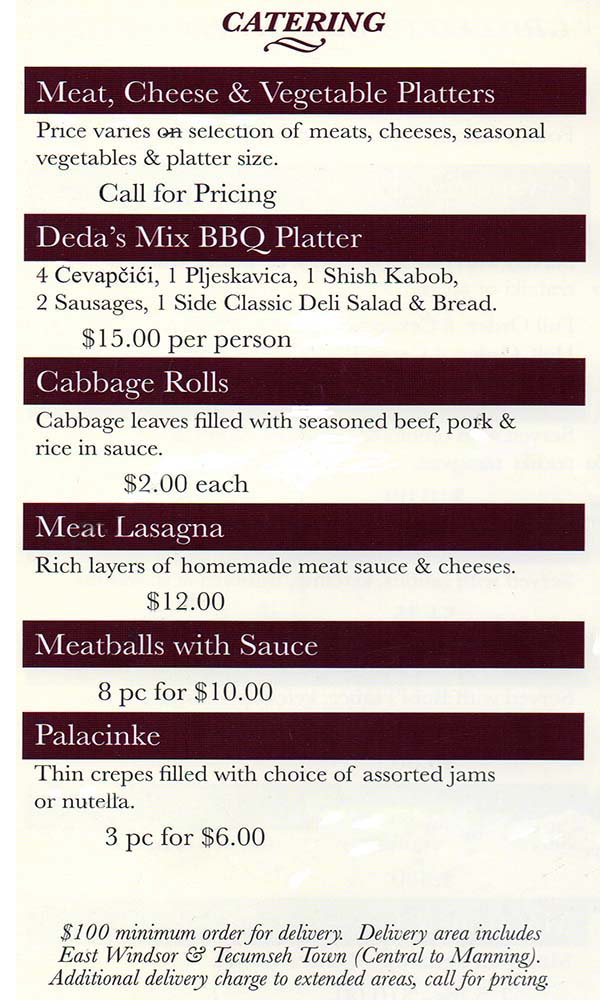 CATERING
Meat, Cheese & Vegetable Platters
Price varies on selection of meats, cheeses, seasonal
vegetables & platter size.
Call for Pricing
Deda's Mix BBQ Platter
4 Cevapčići, 1 Pljeskavica, 1 Shish Kabob,
2 Sausages, 1 Side Classic Deli Salad & Bread.
$15.00 per person
Cabbage Rolls
Cabbage leaves filled with seasoned beef, pork &
rice in sauce.
$2.00 each
Meat Lasagna
Rich layers of homemade meat sauce & cheeses.
$12.00
Meatballs with Sauce
8 pc for $10.00
Palacinke
Thin crepes filled with choice of assorted jams
or nutella.
3 pc for $6.00
$100 minimum order for delivery. Delivery area includes
East Windsor & Tecumseh Town (Central to Manning).
Additional delivery charge to extended areas, call for pricing